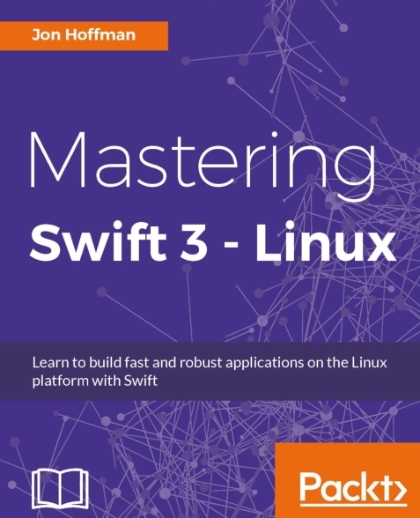 Jon Hoffman
Mastering
Swift 3 - Linux
Learn to build fast and robust applications on the Linux
platform with Swift
Packt>